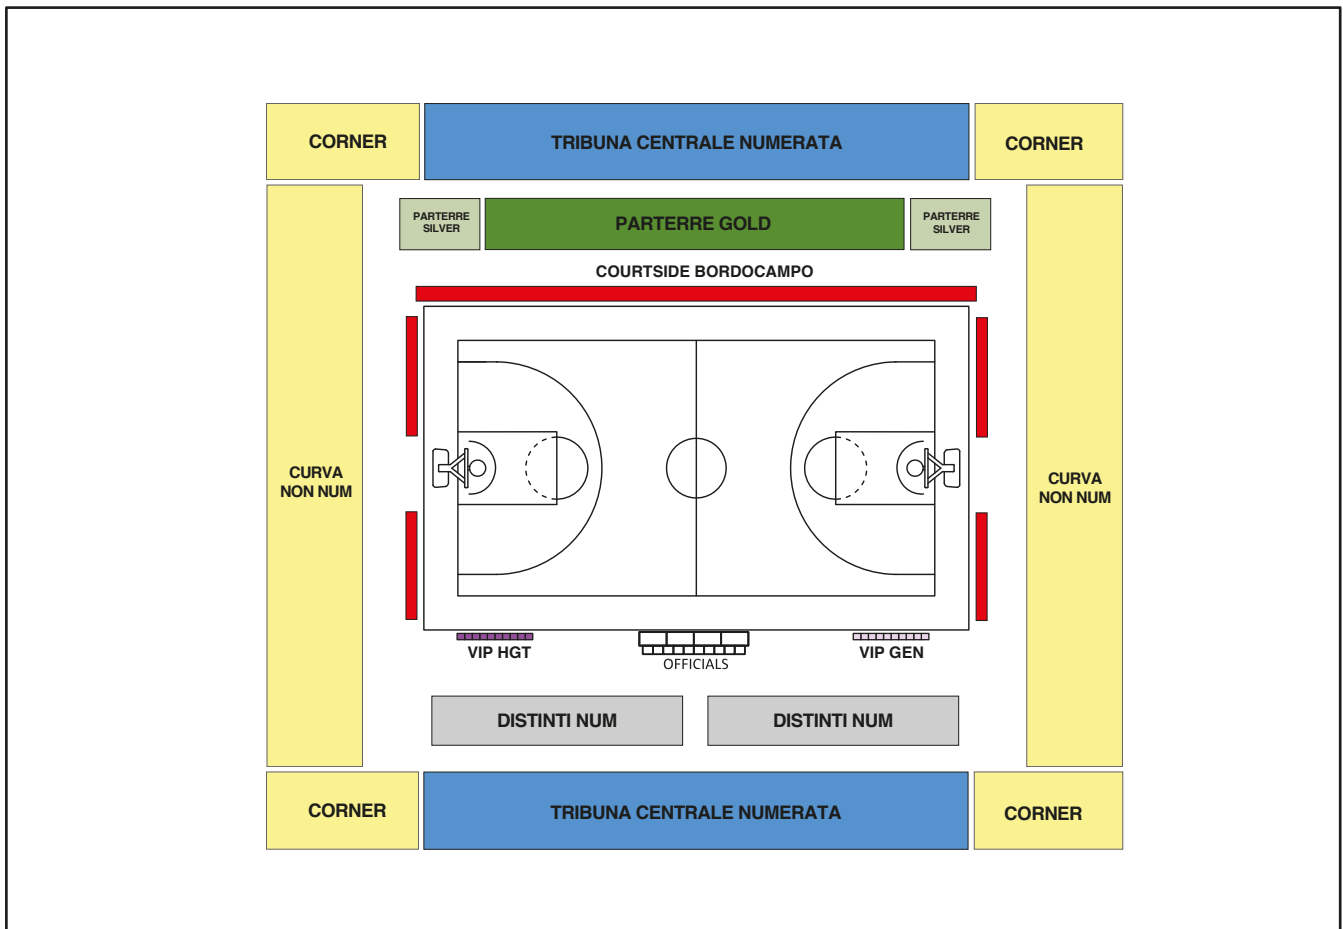 CORNER
TRIBUNA CENTRALE NUMERATA
CORNER
PARTERRE
SILVER
PARTERRE GOLD
PARTERRE
SILVER
COURTSIDE BORDOCAMPO
CURVA
NON NUM
CURVA
NON NUM
VIP HGT
OFFICIALS
VIP GEN
DISTINTI NUM
DISTINTI NUM
CORNER
TRIBUNA CENTRALE NUMERATA
CORNER